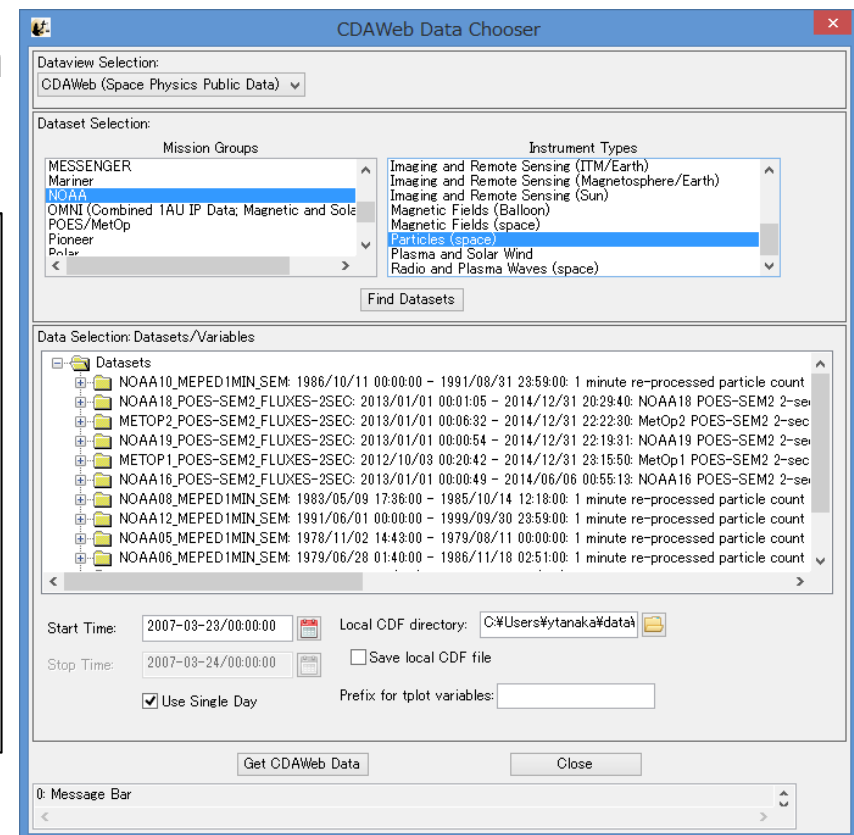 CDAWeb Data Chooser
Dataview Selection:
CDAWeb (Space Physics Public Data)
Dataset Selection:
Mission Groups
Instrument Types
MESSENGER
Mariner
NOAA
OMNI (Combined 1AU IP Data; Magnetic and Sola
POES/MetOp
Pioneer
Polar
Imaging and Remote Sensing (ITM/Earth)
Imaging and Remote Sensing (Magnetosphere/Earth)
Imaging and Remote Sensing (Sun)
Magnetic Fields (Balloon)
Magnetic Fields (space)
Particles (space)
Plasma and Solar Wind
Radio and Plasma Waves (space)
Find Datasets
Data Selection: Datasets/Variables
Datasets
NOAA10_MEPED1MIN_SEM: 1986/10/11 00:00:00 - 1991/08/31 23:59:00: 1 minute re-processed particle count
NOAA18_POES-SEM2_FLUXES-2SEC: 2013/01/01 00:01:05 - 2014/12/31 20:29:40: NOAA18 POES-SEM2 2-se
METOP2_POES-SEM2_FLUXES-2SEC: 2013/01/01 00:06:32 - 2014/12/31 22:22:30: MetOp2 POES-SEM2 2-sec
NOAA19_POES-SEM2_FLUXES-2SEC: 2013/01/01 00:00:54 - 2014/12/31 22:19:31: NOAA19 POES-SEM2 2-se
METOP1_POES-SEM2_FLUXES-2SEC: 2012/10/03 00:20:42 - 2014/12/31 23:15:50: MetOp1 POES-SEM2 2-sec
NOAA16_POES-SEM2_FLUXES-2SEC: 2013/01/01 00:00:49 - 2014/06/06 00:55:13: NOAA16 POES-SEM2 2-se
NOAA08_MEPED1MIN_SEM: 1983/05/09 17:36:00 - 1985/10/14 12:18:00: 1 minute re-processed particle count
NOAA12_MEPED1MIN_SEM: 1991/06/01 00:00:00 - 1999/09/30 23:59:00: 1 minute re-processed particle count
NOAA05_MEPED1MIN_SEM: 1978/11/02 14:43:00 - 1979/08/11 00:00:00: 1 minute re-processed particle count
NOAA06_MEPED1MIN_SEM: 1979/06/28 01:40:00 - 1986/11/18 02:51:00: 1 minute re-processed particle count
Start Time: 2007-03-23/00:00:00
Local CDF directory: C:¥Users¥ytanaka¥data¥
Stop Time: 2007-03-24/00:00:00
Save local CDF file
Use Single Day
Prefix for tplot variables:
Get CDAWeb Data
Close
0: Message Bar